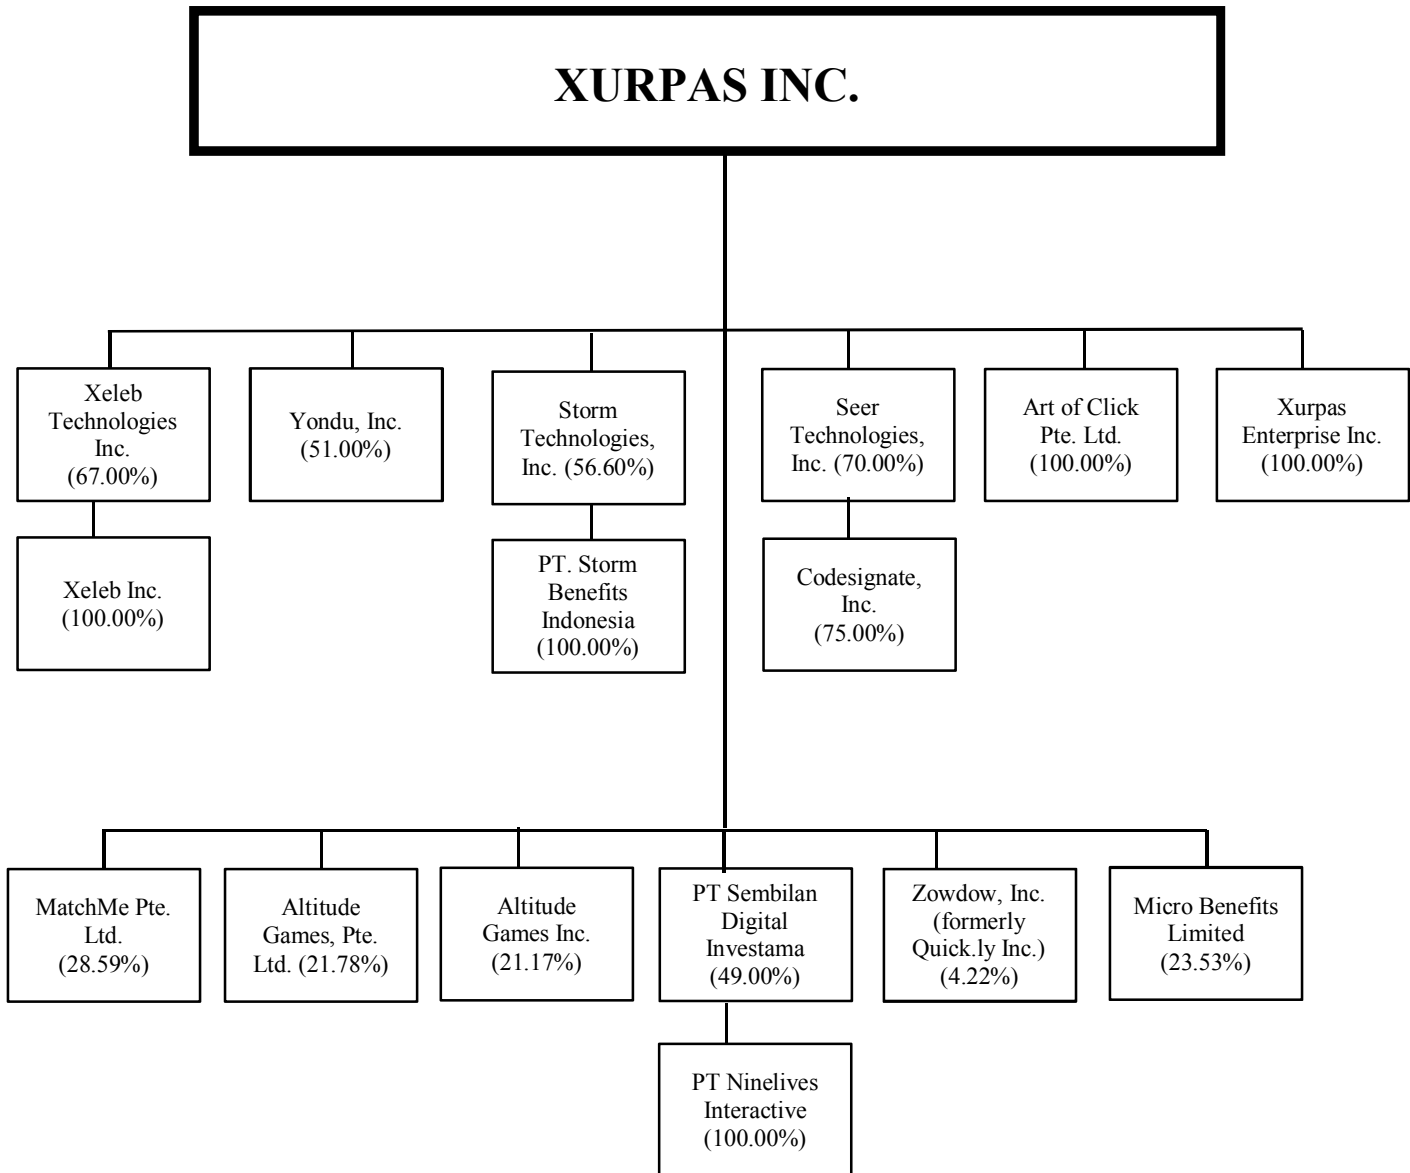 XURPAS INC.
Xeleb
Technologies
Inc.
(67.00%)
Yondu, Inc.
(51.00%)
Storm
Technologies,
Inc. (56.60%)
Seer
Technologies,
Inc. (70.00%)
Art of Click
Pte. Ltd.
(100.00%)
Xurpas
Enterprise Inc.
(100.00%)
Xeleb Inc.
(100.00%)
PT. Storm
Benefits
Indonesia
(100.00%)
Codesignate,
Inc.
(75.00%)
MatchMe Pte.
Ltd.
(28.59%)
Altitude
Games, Pte.
Ltd. (21.78%)
Altitude
Games Inc.
(21.17%)
PT Sembilan
Digital
Investama
(49.00%)
Zowdow, Inc.
(formerly
Quick.ly Inc.)
(4.22%)
Micro Benefits
Limited
(23.53%)
PT Ninelives
Interactive
(100.00%)